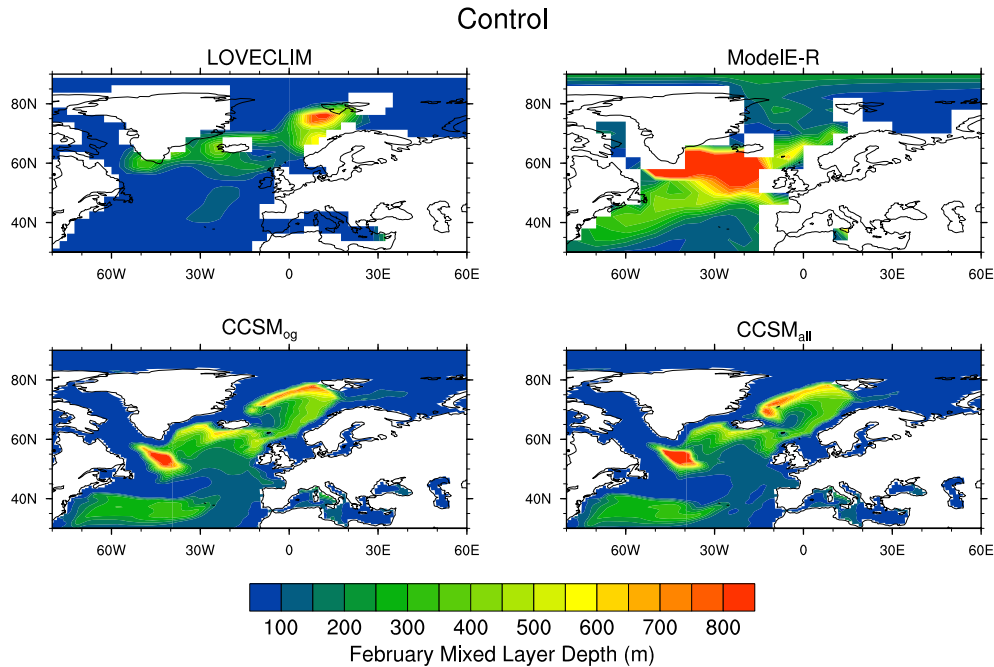 Control
LOVECLIM
ModelE-R
80N
60N
40N
60W 30W 0 30E 60E
80N
60N
40N
60W 30W 0 30E 60E
CCSMog
CCSMall
80N
60N
40N
60W 30W 0 30E 60E
80N
60N
40N
60W 30W 0 30E 60E
100 200 300 400 500 600 700 800
February Mixed Layer Depth (m)